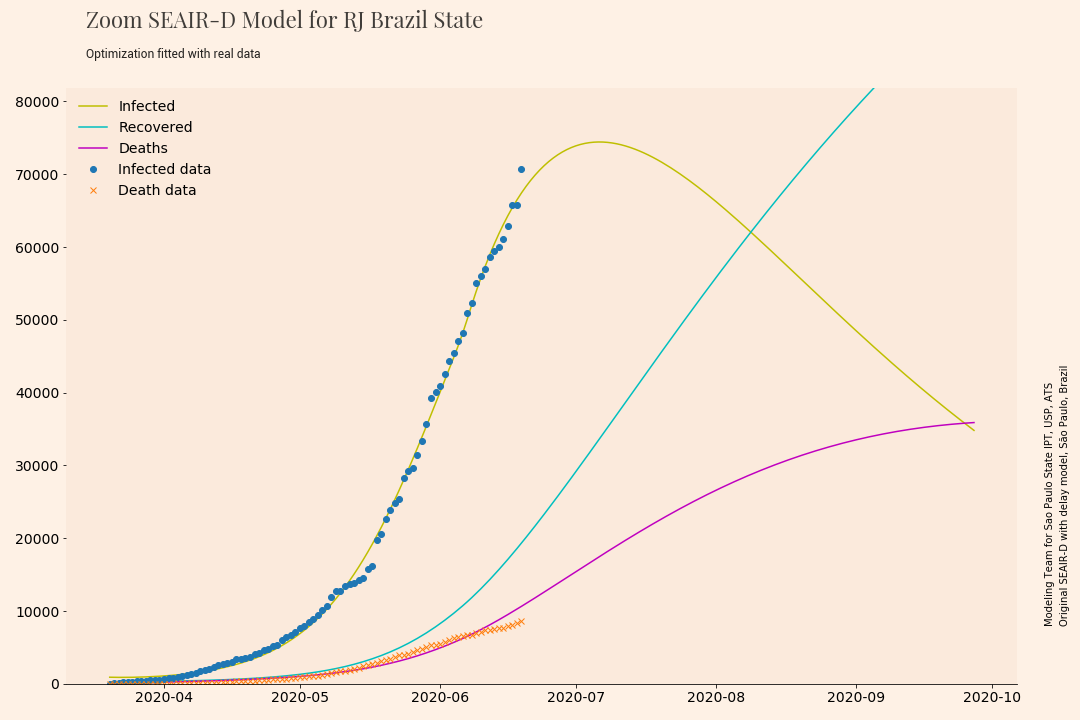 Zoom SEAIR-D Model for RJ Brazil State
Optimization fitted with real data
Infected
Recovered
Deaths
Infected data
Death data
80000
70000
60000
50000
40000
30000
20000
10000
0
2020-04
2020-05
2020-06
2020-07
2020-08
2020-09
2020-10
Modeling Team for Sao Paulo State IPT, USP, ATS
Original SEAIR-D with delay model, São Paulo, Brazil